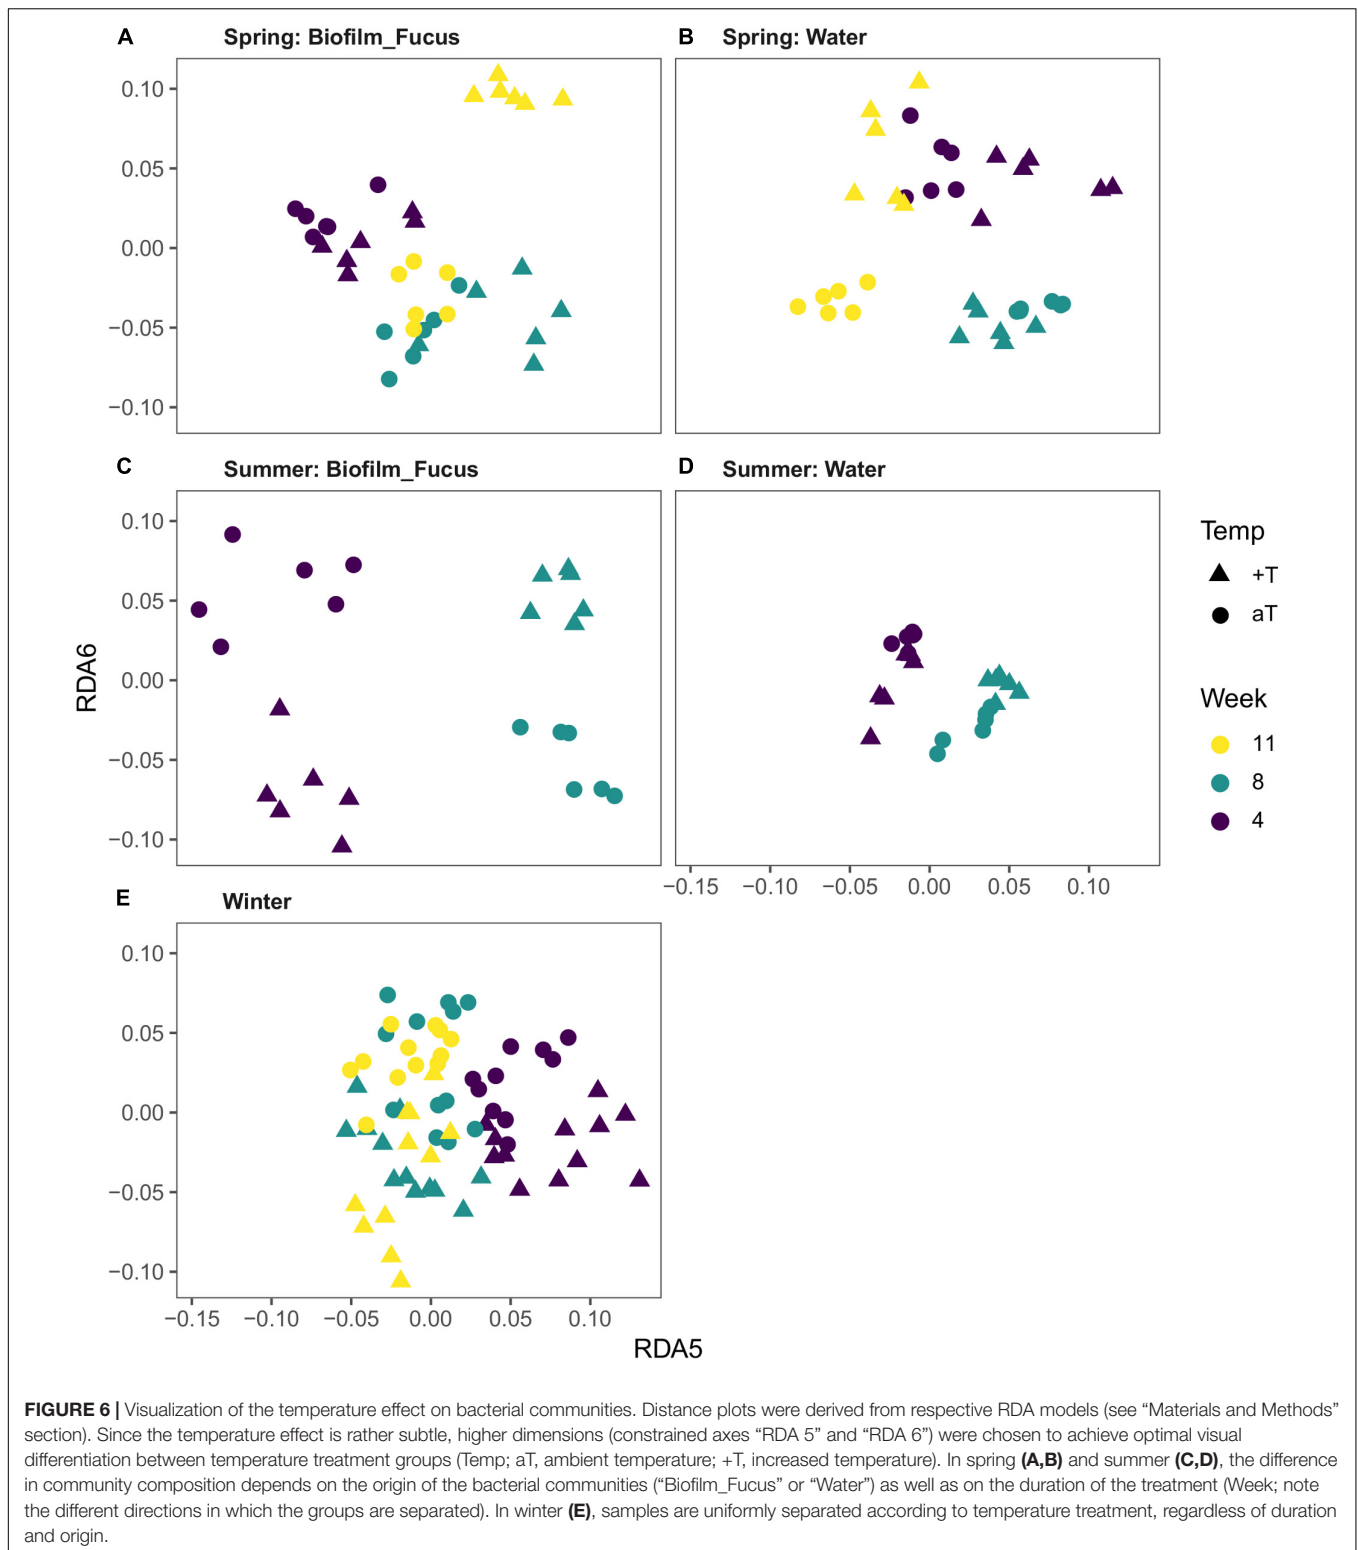 A Spring: Biofilm_Fucus
B Spring: Water
0.10
0.05
0.00
−0.05
−0.10
C Summer: Biofilm_Fucus
D Summer: Water
0.10
0.05
0.00
−0.05
−0.10
−0.15 −0.10 −0.05 0.00 0.05 0.10
RDA6
Temp
+T
aT
Week
11
8
4
E Winter
0.10
0.05
0.00
−0.05
−0.10
−0.15 −0.10 −0.05 0.00 0.05 0.10
RDA5
FIGURE 6 | Visualization of the temperature effect on bacterial communities. Distance plots were derived from respective RDA models (see “Materials and Methods”
section). Since the temperature effect is rather subtle, higher dimensions (constrained axes “RDA 5” and “RDA 6”) were chosen to achieve optimal visual
differentiation between temperature treatment groups (Temp; aT, ambient temperature; +T, increased temperature). In spring (A,B) and summer (C,D), the difference
in community composition depends on the origin of the bacterial communities (“Biofilm_Fucus” or “Water”) as well as on the duration of the treatment (Week; note
the different directions in which the groups are separated). In winter (E), samples are uniformly separated according to temperature treatment, regardless of duration
and origin.